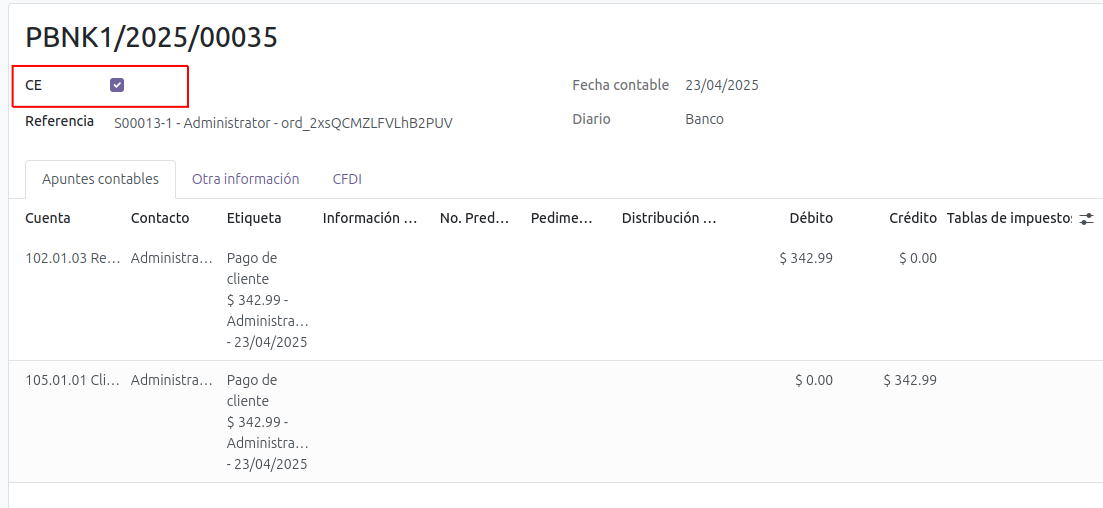 PBNK1/2025/00035
CE
Fecha contable 23/04/2025
Referencia S00013-1 - Administrator - ord_2xsQCMZLFVLhB2PUV
Diario Banco
Apuntes contables Otra información CFDI
Cuenta Contacto Etiqueta Información ... No. Pred... Pedime... Distribución ... Débito Crédito Tablas de impuestos
102.01.03 Re... Administra... Pago de $ 342.99 $ 0.00
cliente
$ 342.99 -
Administra...
- 23/04/2025
105.01.01 Cli... Administra... Pago de $ 0.00 $ 342.99
cliente
$ 342.99 -
Administra...
- 23/04/2025